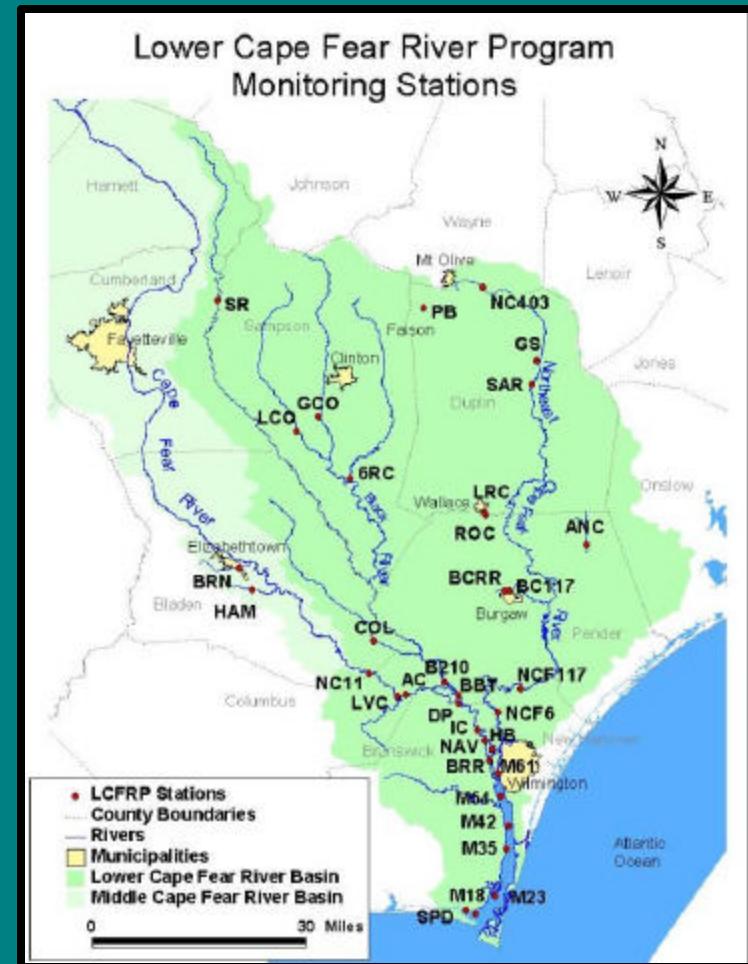 Lower Cape Fear River Program
Monitoring Stations
N
W
E
S
Harnett
Johnson
Wayne
Mt Olive
Lenoir
Cumberland
SR
PB
NC403
Sampson
Faison
Fayetteville
GS
Jones
Clinton
SAR
Northeast
Cape
GCO
Duplin
LCO
Fear
6RC
Onslow
LRC
Cape Fear
Wallace
Black
River
ROC
ANC
River
Elizabethtown
BRN
BCRR
BC117
HAM
Burgaw
River
Bladen
Pender
COL
B210
NC11
AC
BBT
NCF117
Columbus
LVC
DP
NCF6
IC
HB
New Hanover
NAV
Brunswick
BRR
M61
Wilmington
M54
M42
M35
Atlantic
Ocean
M18
M23
SPD
LCFRP Stations
County Boundaries
Rivers
Municipalities
Lower Cape Fear River Basin
Middle Cape Fear River Basin
0 30 Miles